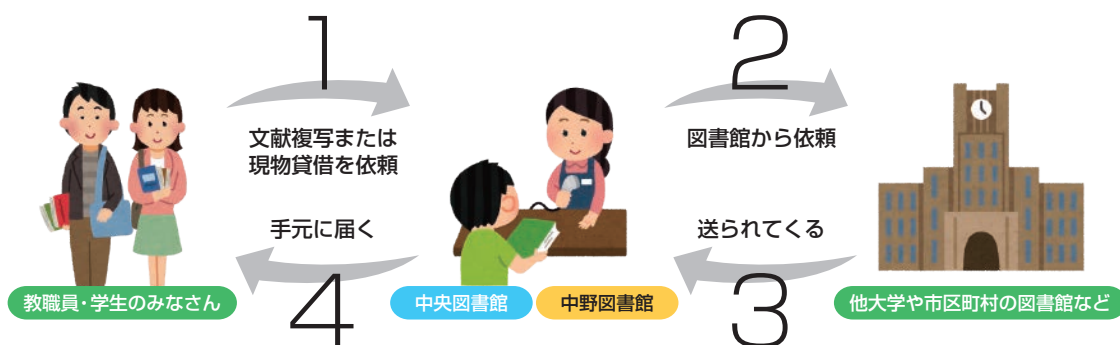 1
文献複写または
現物貸借を依頼
2
図書館から依頼
送られてくる
3
手元に届く
4
教職員・学生のみなさん
中央図書館
中野図書館
他大学や市区町村の図書館など